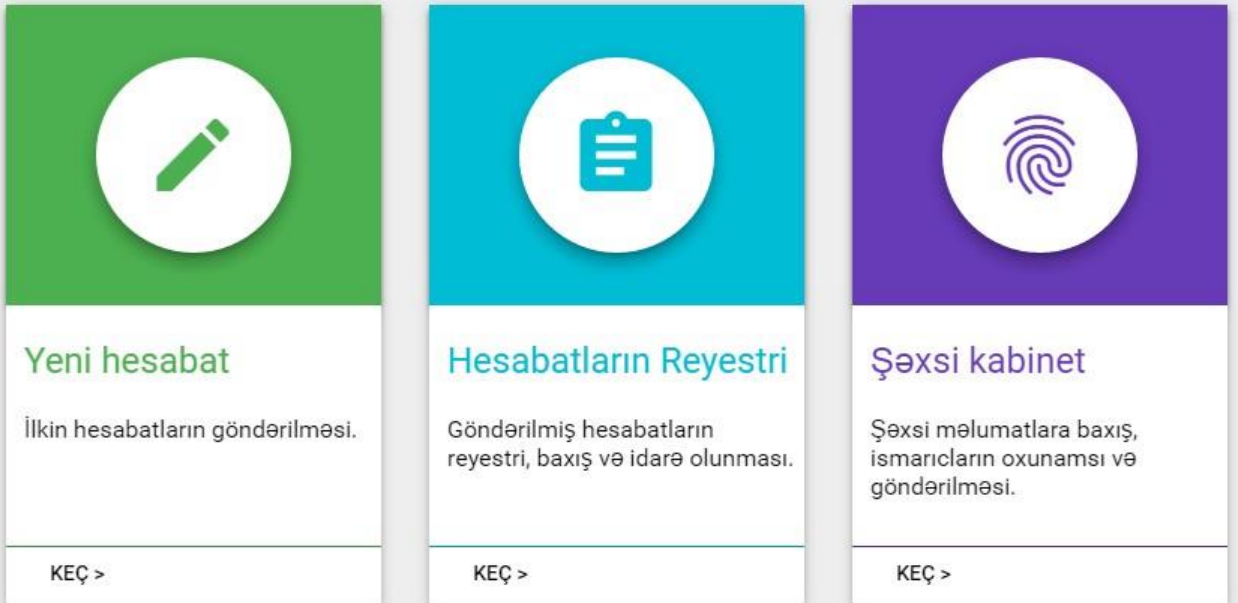 Yeni hesabat
İlkin hesabatların göndərilməsi.
KEÇ >
Hesabatların Reyestri
Göndərilmiş hesabatların
reyestri, baxış və idarə olunması.
KEÇ >
Şəxsi kabinet
Şəxsi məlumatlara baxış,
ismarıcların oxunamsı və
göndərilməsi.
KEÇ >